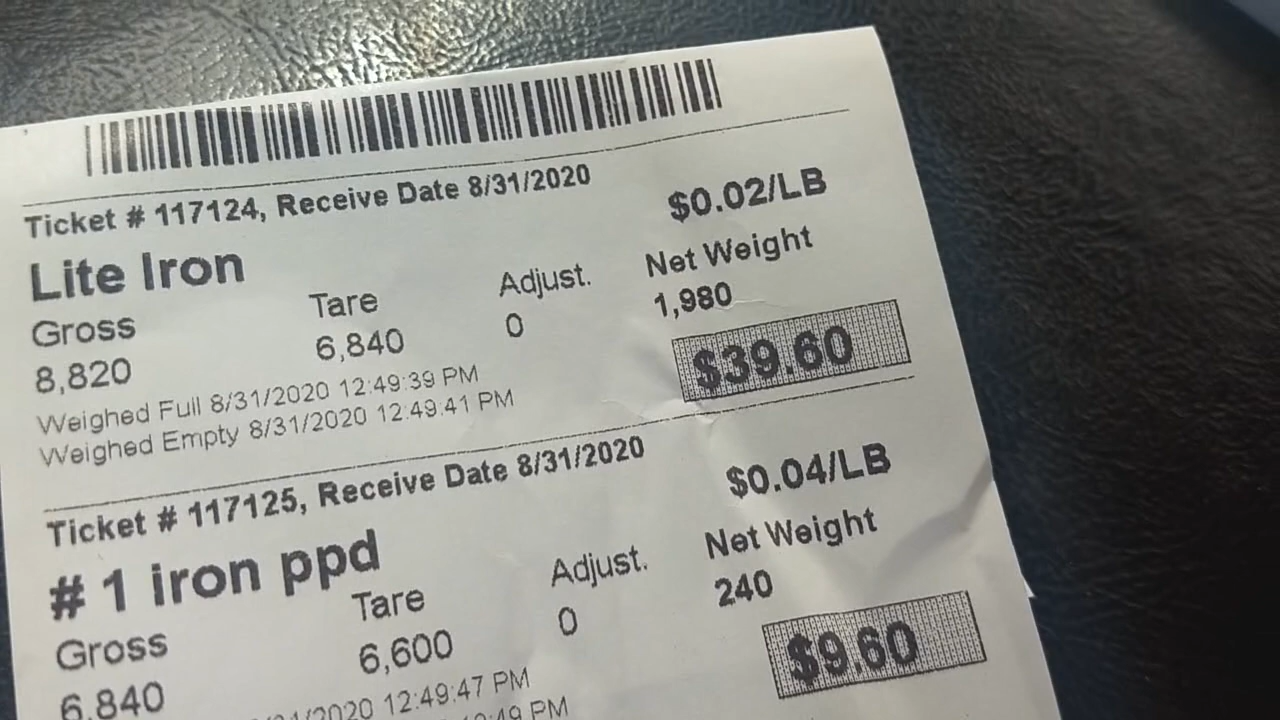 Ticket # 117124, Receive Date 8/31/2020
$0.02/LB
Lite Iron
Gross Tare Adjust. Net Weight
8,820 6,840 0 1,980
$39.60
Weighed Full 8/31/2020 12:49:39 PM
Weighed Empty 8/31/2020 12:49:41 PM
Ticket # 117125, Receive Date 8/31/2020
$0.04/LB
# 1 iron ppd
Gross Tare Adjust. Net Weight
6,840 6,600 0 240
$9.60
12:49:47 PM
PM